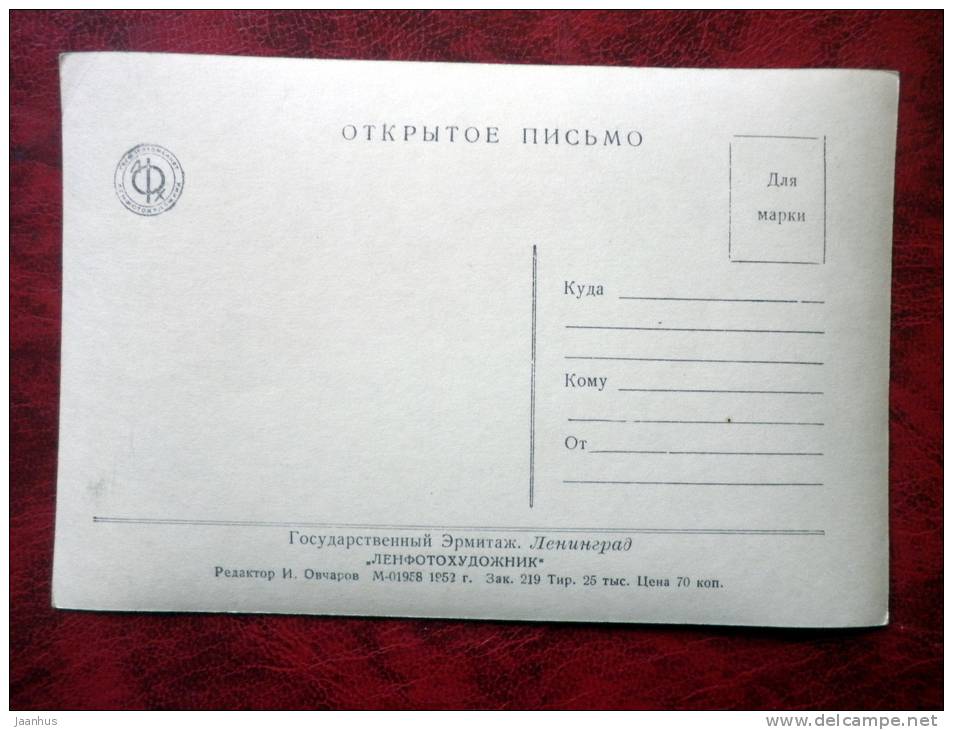 ОТКРЫТОЕ ПИСЬМО
ЛЕНФОТОХУДОЖНИК
Для
марки
Куда
Кому
От
Государственный Эрмитаж. Ленинград
„ЛЕНФОТОХУДОЖНИК“
Редактор И. Овчаров М-01958 1952 г. Зак. 219 Тир. 25 тыс. Цена 70 коп.
Jaanhus
www.delcampe.net